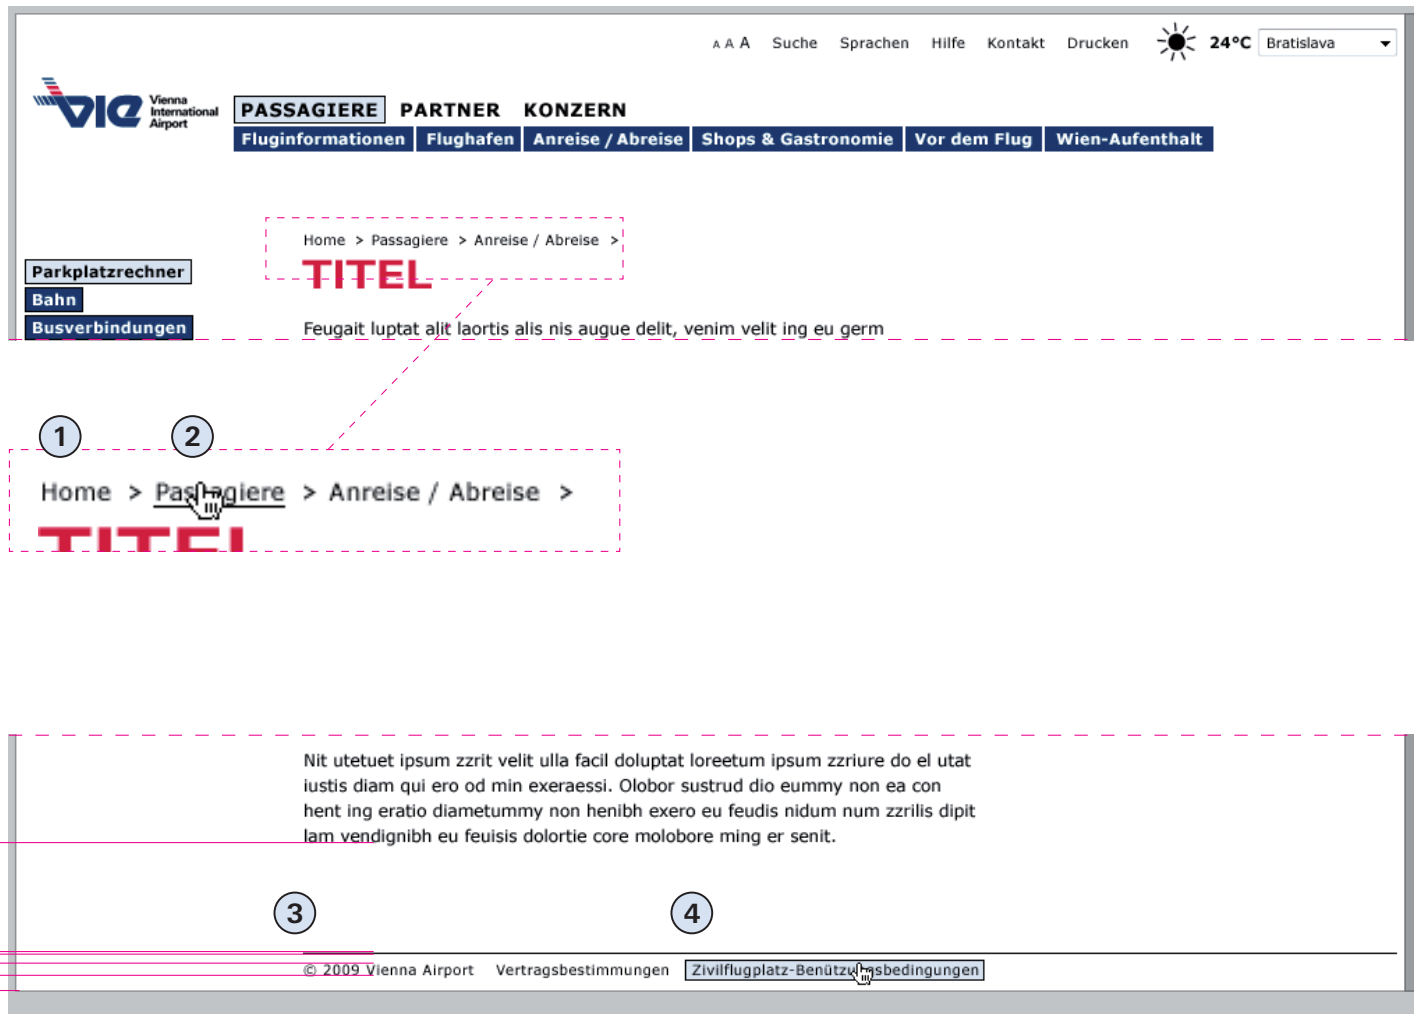 A A A Suche Sprachen Hilfe Kontakt Drucken 24°C Bratislava
VIE Vienna
International
Airport
PASSAGIERE PARTNER KONZERN
Fluginformationen Flughafen Anreise / Abreise Shops & Gastronomie Vor dem Flug Wien-Aufenthalt
Home > Passagiere > Anreise / Abreise >
TITEL
Parkplatzrechner
Bahn
Busverbindungen
Feugait luptat alit laortis alis nis augue delit, venim velit ing eu germ
1 2
Home > Passagiere > Anreise / Abreise >
TITEL
Nit utetuet ipsum zzrit velit ulla facil doluptat loreetum ipsum zzriure do el utat
iustis diam qui ero od min exeraessi. Olobor sustrud dio eummy non ea con
hent ing eratio diametummy non henibh exero eu feudis nidum num zzrilis dipit
lam vendignibh eu feuisis dolortie core molobore ming er senit.
3 4
© 2009 Vienna Airport Vertragsbestimmungen Zivilflugplatz-Benützungsbedingungen